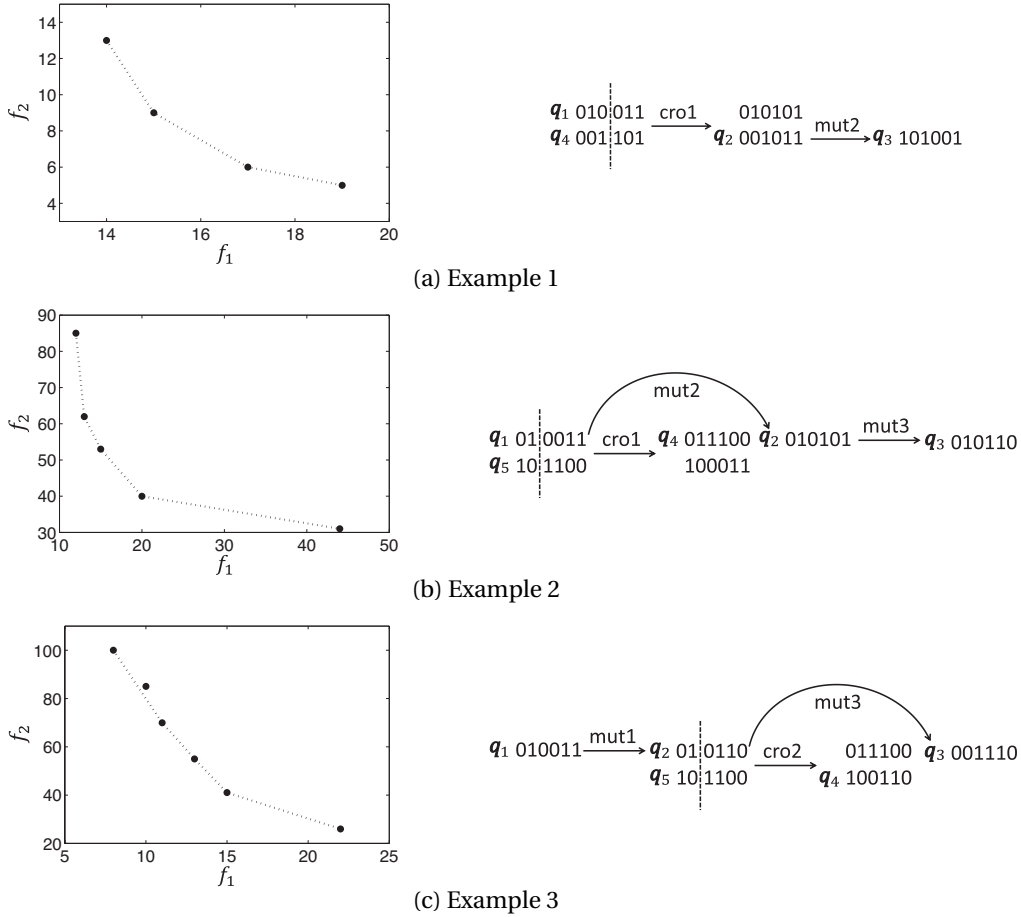 14
12
10
8
6
4
f2
14 16 18 20
f1
q1 010 011
q4 001 101
cro1
010101
q2 001011
mut2
q3 101001
(a) Example 1
90
80
70
60
50
40
30
f2
10 20 30 40 50
f1
mut2
q1 01 0011
q5 10 1100
cro1
q4 011100
100011
q2 010101
mut3
q3 010110
(b) Example 2
100
80
60
40
20
f2
5 10 15 20 25
f1
q1 010011
mut1
mut3
q2 01 0110
q5 10 1100
cro2
011100
q4 100110
q3 001110
(c) Example 3